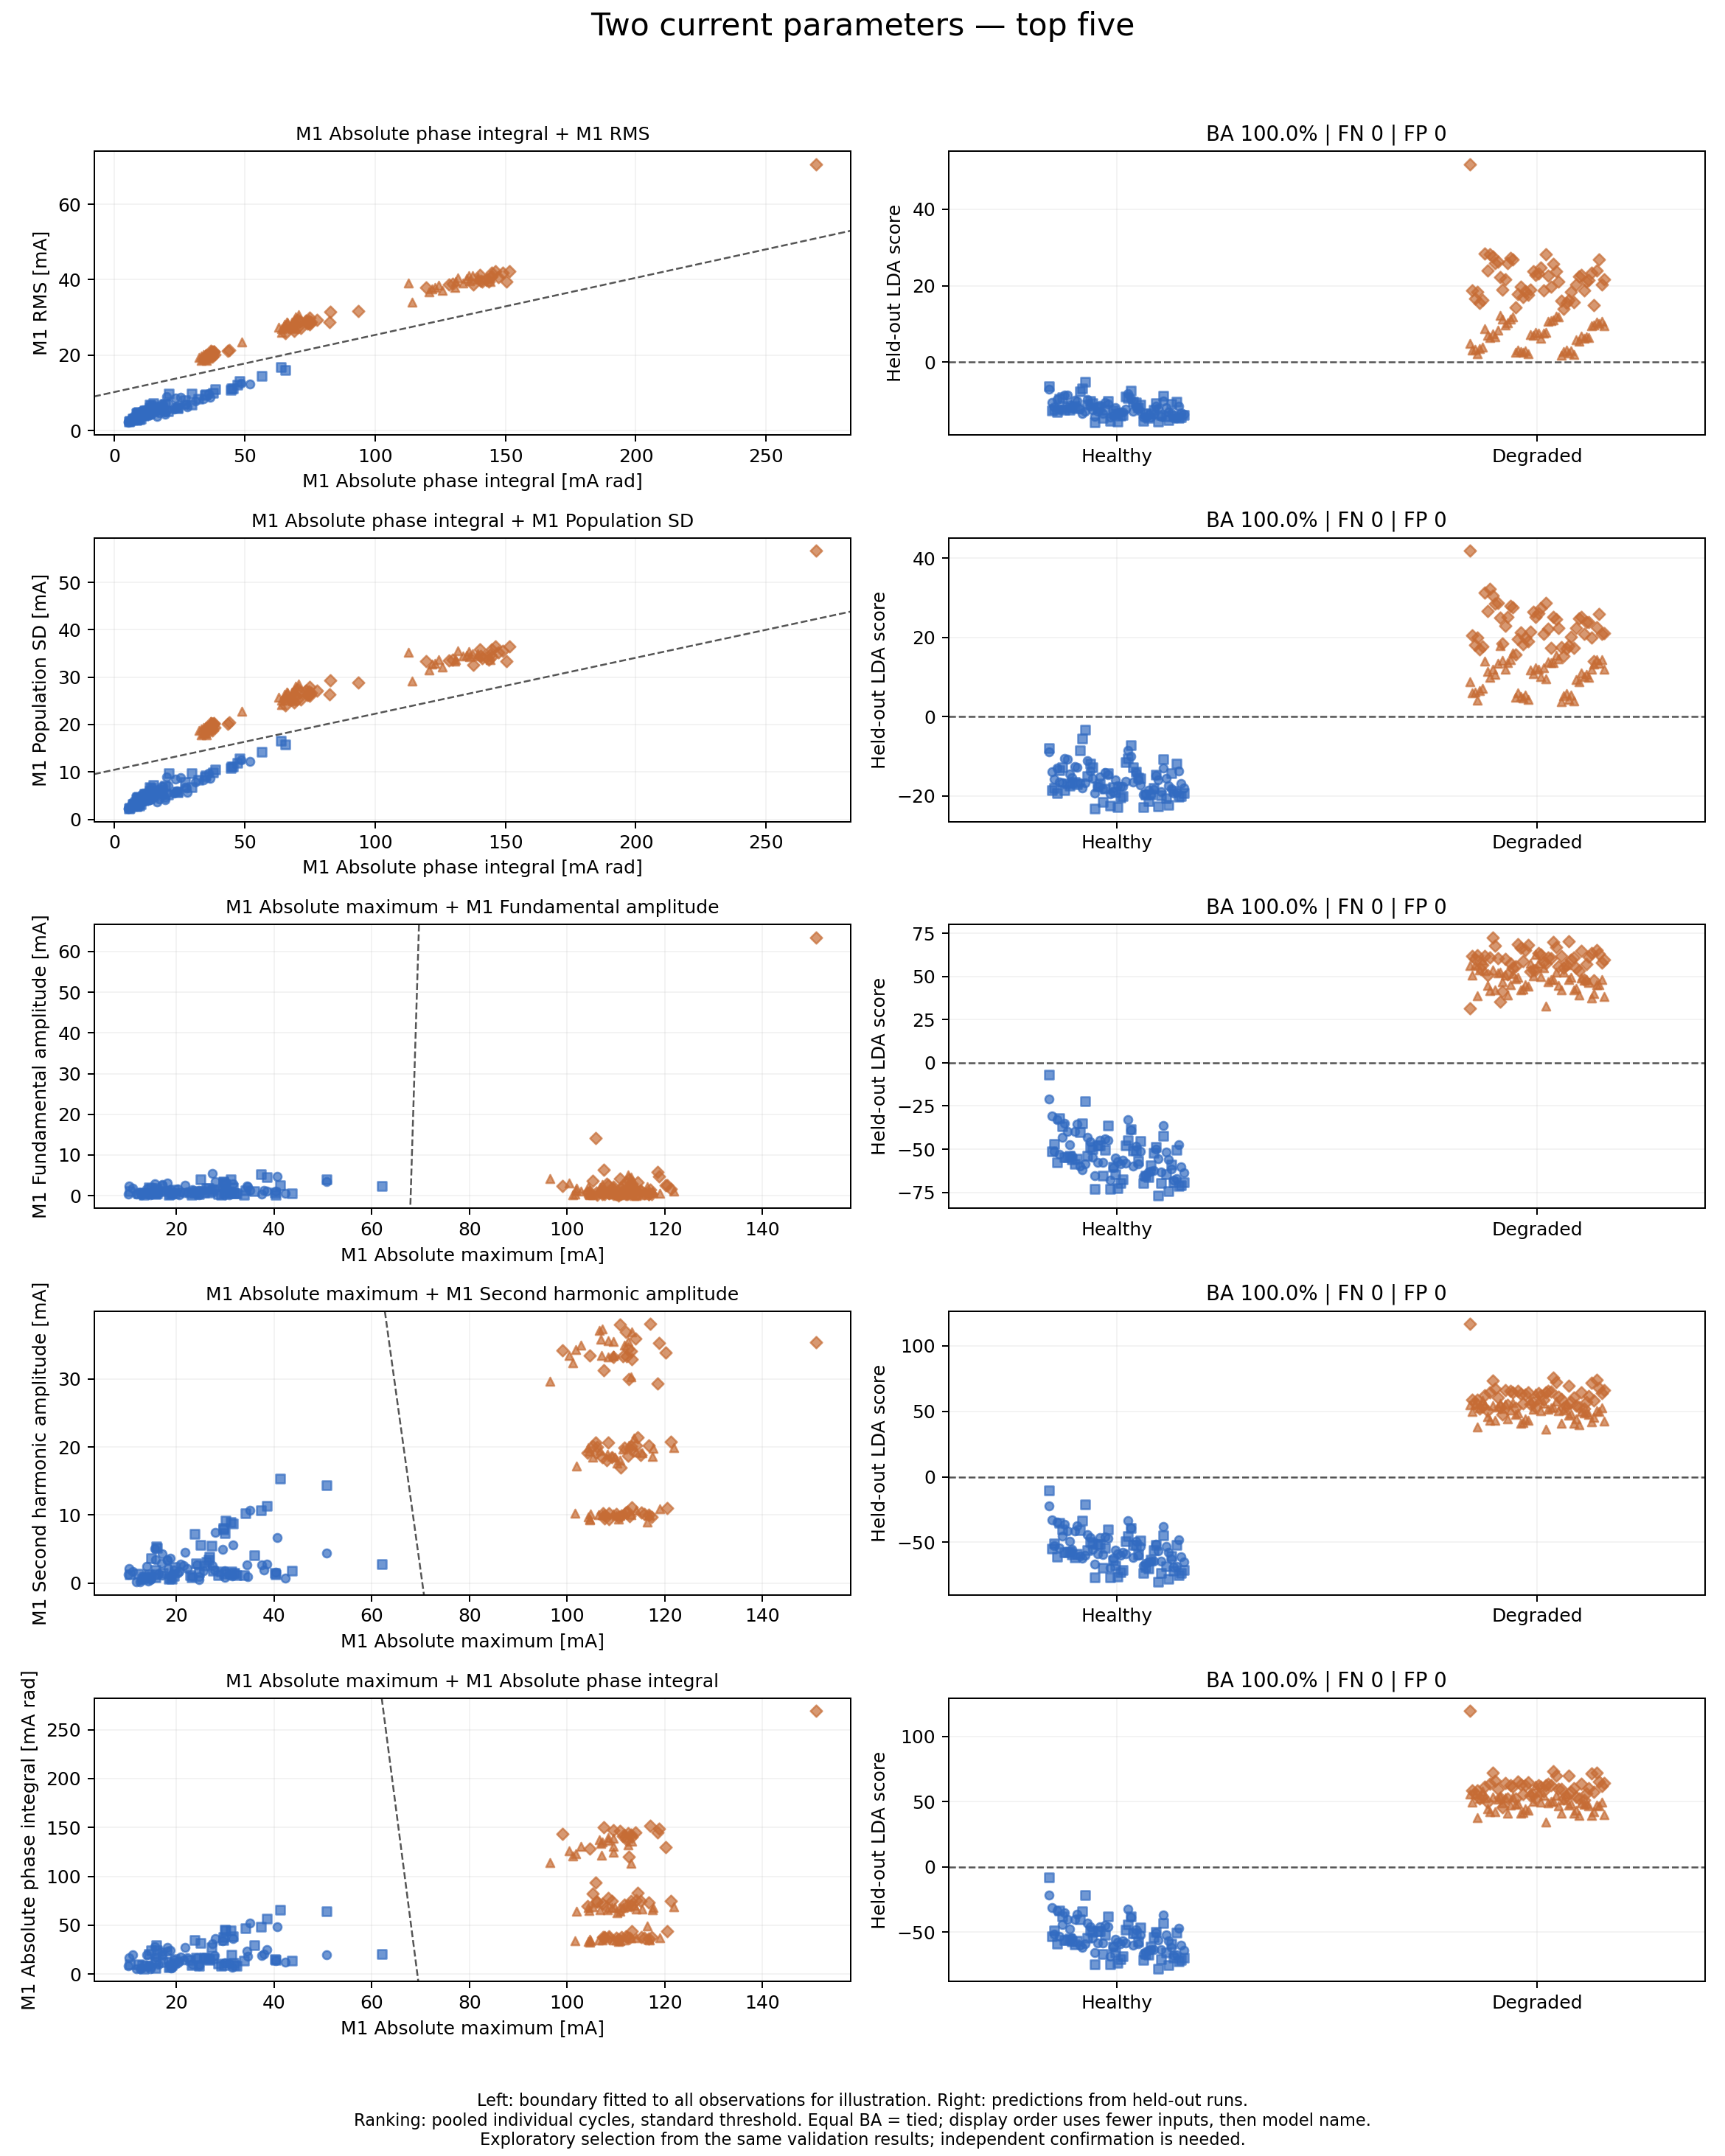 Two current parameters — top five
M1 Absolute phase integral + M1 RMS
M1 RMS [mA]
60
40
20
0
0 50 100 150 200 250
M1 Absolute phase integral [mA rad]
BA 100.0% | FN 0 | FP 0
Held-out LDA score
40
20
0
Healthy Degraded
M1 Absolute phase integral + M1 Population SD
M1 Population SD [mA]
50
40
30
20
10
0
0 50 100 150 200 250
M1 Absolute phase integral [mA rad]
BA 100.0% | FN 0 | FP 0
Held-out LDA score
40
20
0
−20
Healthy Degraded
M1 Absolute maximum + M1 Fundamental amplitude
M1 Fundamental amplitude [mA]
60
50
40
30
20
10
0
20 40 60 80 100 120 140
M1 Absolute maximum [mA]
BA 100.0% | FN 0 | FP 0
Held-out LDA score
75
50
25
0
−25
−50
−75
Healthy Degraded
M1 Absolute maximum + M1 Second harmonic amplitude
M1 Second harmonic amplitude [mA]
30
20
10
0
20 40 60 80 100 120 140
M1 Absolute maximum [mA]
BA 100.0% | FN 0 | FP 0
Held-out LDA score
100
50
0
−50
Healthy Degraded
M1 Absolute maximum + M1 Absolute phase integral
M1 Absolute phase integral [mA rad]
250
200
150
100
50
0
20 40 60 80 100 120 140
M1 Absolute maximum [mA]
BA 100.0% | FN 0 | FP 0
Held-out LDA score
100
50
0
−50
Healthy Degraded
Left: boundary fitted to all observations for illustration. Right: predictions from held-out runs.
Ranking: pooled individual cycles, standard threshold. Equal BA = tied; display order uses fewer inputs, then model name.
Exploratory selection from the same validation results; independent confirmation is needed.